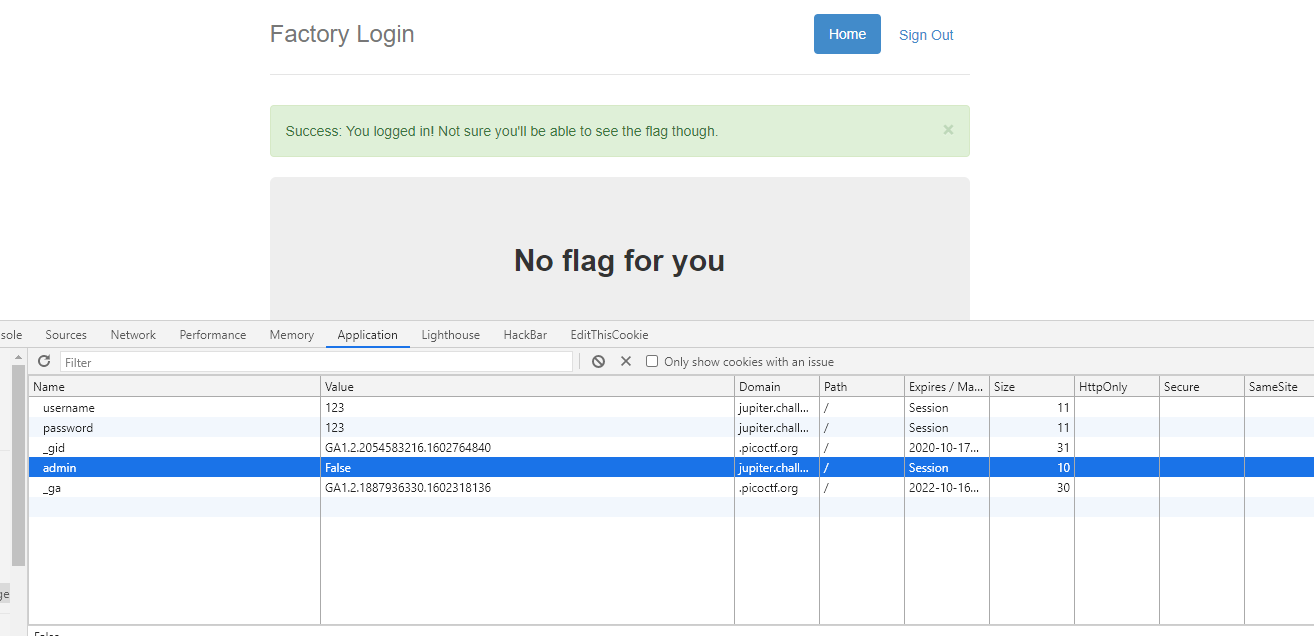 Factory Login Home Sign Out
Success: You logged in! Not sure you'll be able to see the flag though. ×
No flag for you
sole Sources Network Performance Memory Application Lighthouse HackBar EditThisCookie
Filter Only show cookies with an issue
Name Value Domain Path Expires / Ma... Size HttpOnly Secure SameSite
username 123 jupiter.chall... / Session 11
password 123 jupiter.chall... / Session 11
_gid GA1.2.2054583216.1602764840 .picoctf.org / 2020-10-17... 31
admin False jupiter.chall... / Session 10
_ga GA1.2.1887936330.1602318136 .picoctf.org / 2022-10-16... 30
ge
False